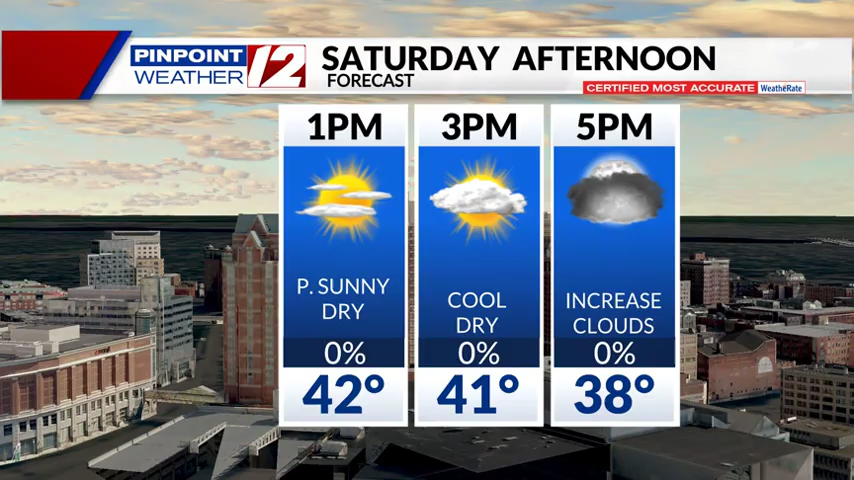 PINPOINT
WEATHER 12
SATURDAY AFTERNOON
FORECAST
CERTIFIED MOST ACCURATE WeatheRate
1PM 3PM 5PM
P. SUNNY
DRY
COOL
DRY
INCREASE
CLOUDS
0% 0% 0%
42° 41° 38°